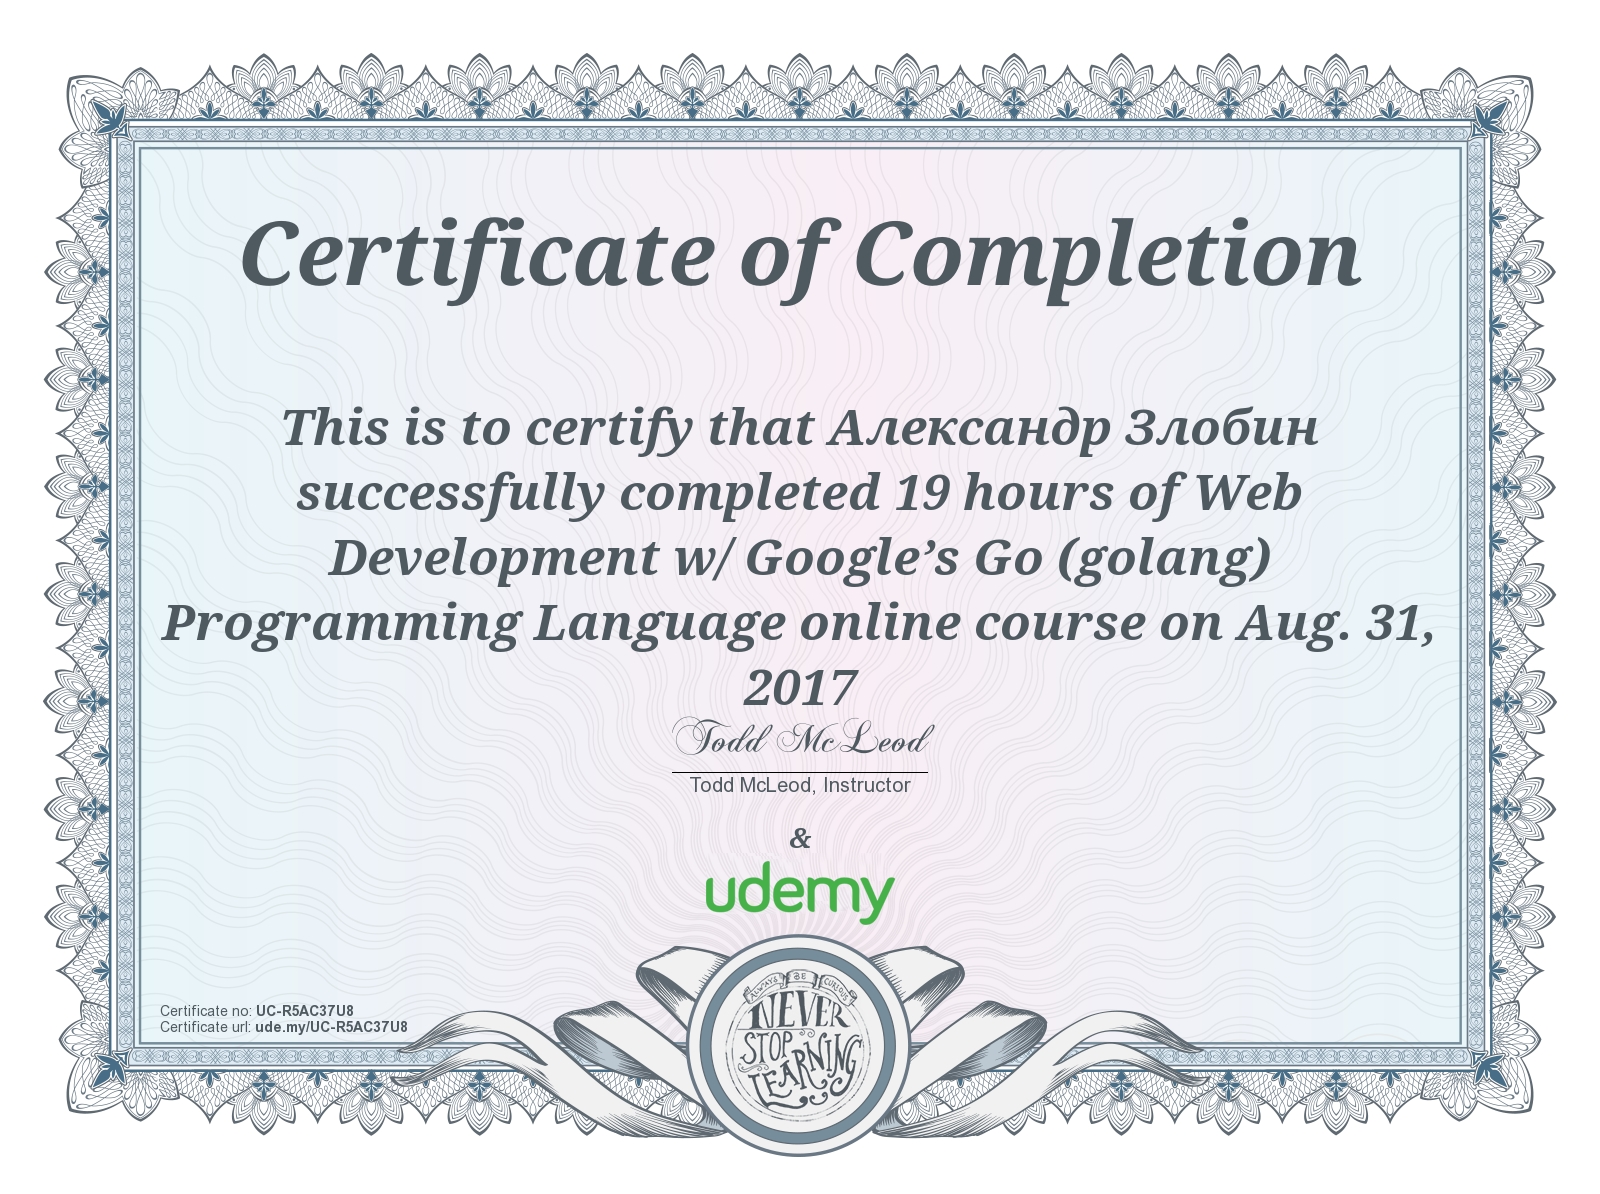 Certificate of Completion
This is to certify that Александр Злобин
successfully completed 19 hours of Web
Development w/ Google’s Go (golang)
Programming Language online course on Aug. 31,
2017
Todd McLeod
Todd McLeod, Instructor
&
udemy
Certificate no: UC-R5AC37U8
Certificate url: ude.my/UC-R5AC37U8
ALWAYS BE CURIOUS
NEVER
STOP
LEARNING